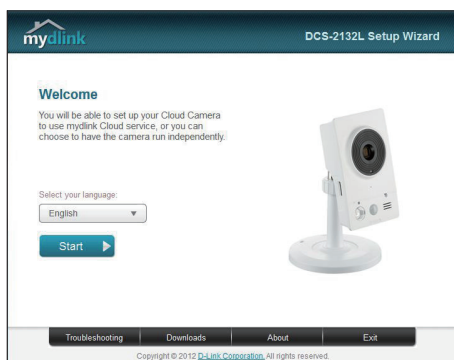 mydlink
DCS-2132L Setup Wizard
Welcome
You will be able to set up your Cloud Camera
to use mydlink Cloud service, or you can
choose to have the camera run independently.
Select your language:
English
Start
Troubleshooting Downloads About Exit
Copyright © 2012 D-Link Corporation. All rights reserved.